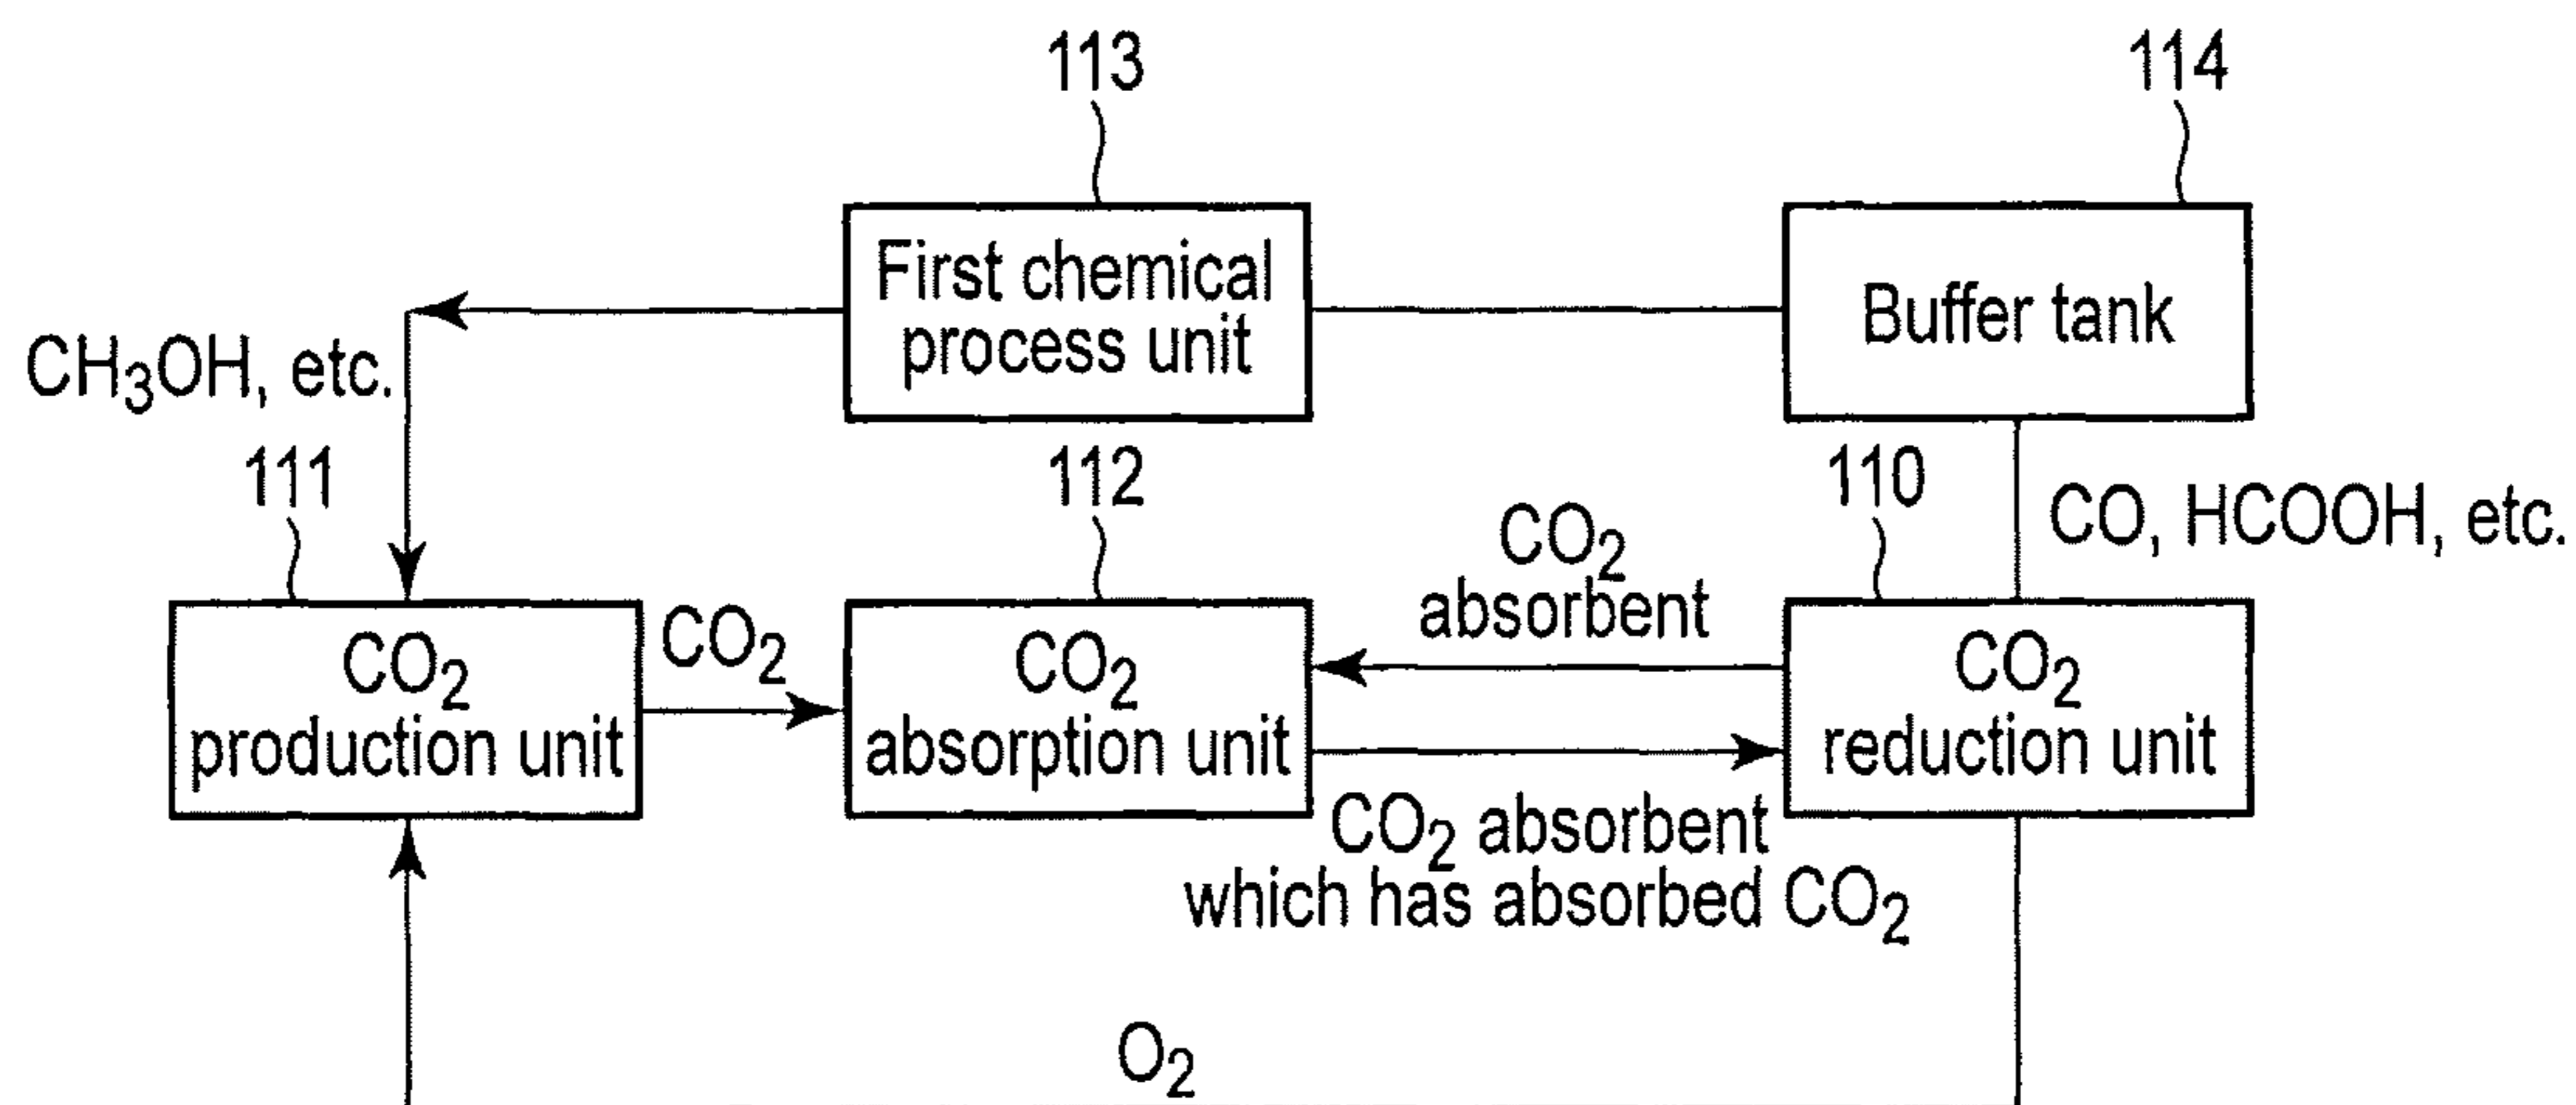 113
114
First chemical
process unit
Buffer tank
CH₃OH, etc.
111
112
110
CO, HCOOH, etc.
CO₂
absorbent
CO₂
production unit
CO₂
CO₂
absorption unit
CO₂
reduction unit
CO₂ absorbent
which has absorbed CO₂
O₂